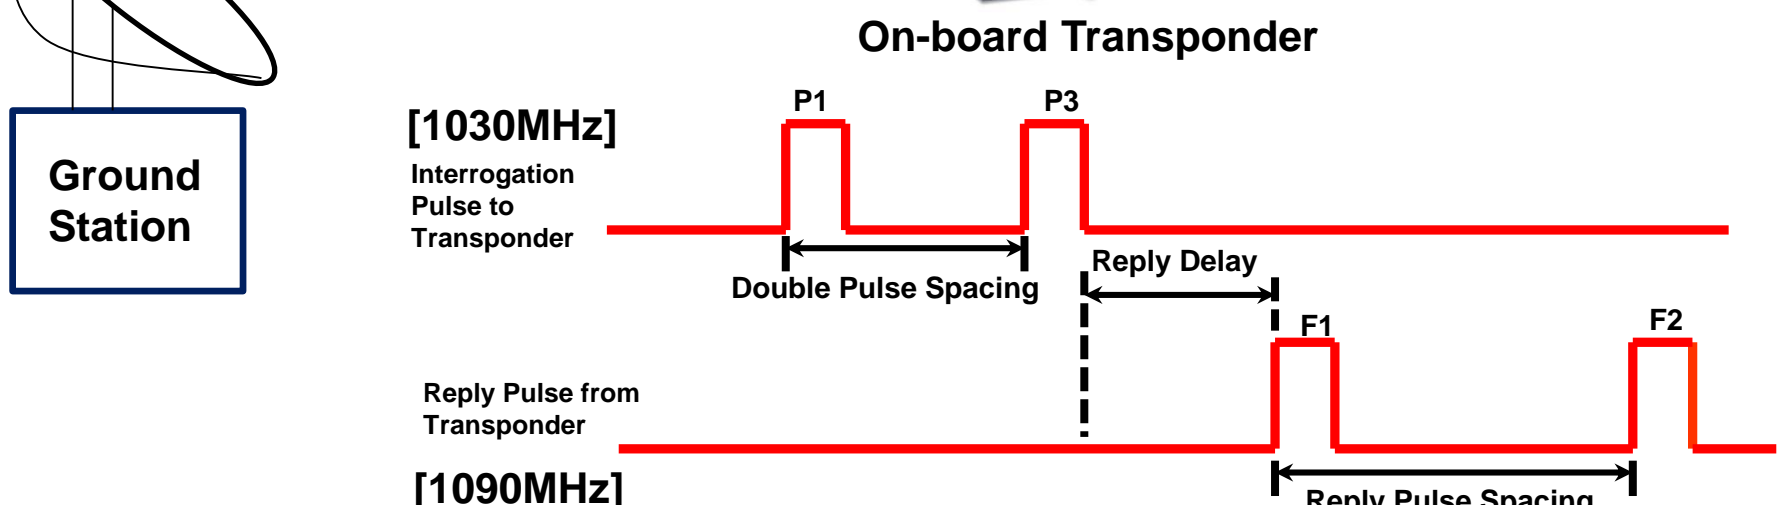 On-board Transponder
P1
P3
[1030MHz]
Interrogation
Pulse to
Transponder
Ground
Station
Double Pulse Spacing
Reply Delay
F1
F2
Reply Pulse from
Transponder
[1090MHz]
Reply Pulse Spacing